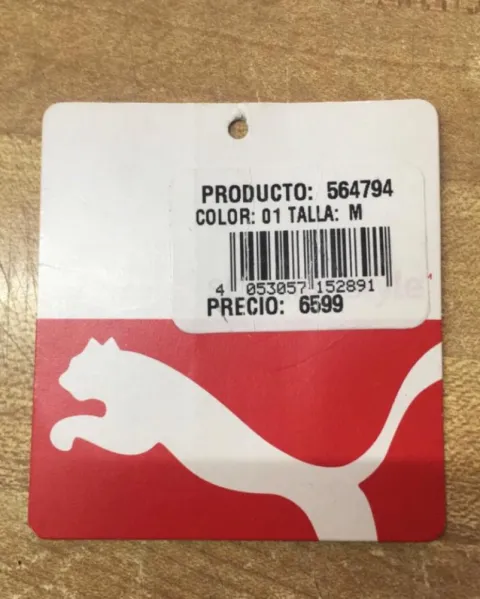 PRODUCTO: 564794
COLOR: 01 TALLA: M
4 053057 152891
PRECIO: 6599